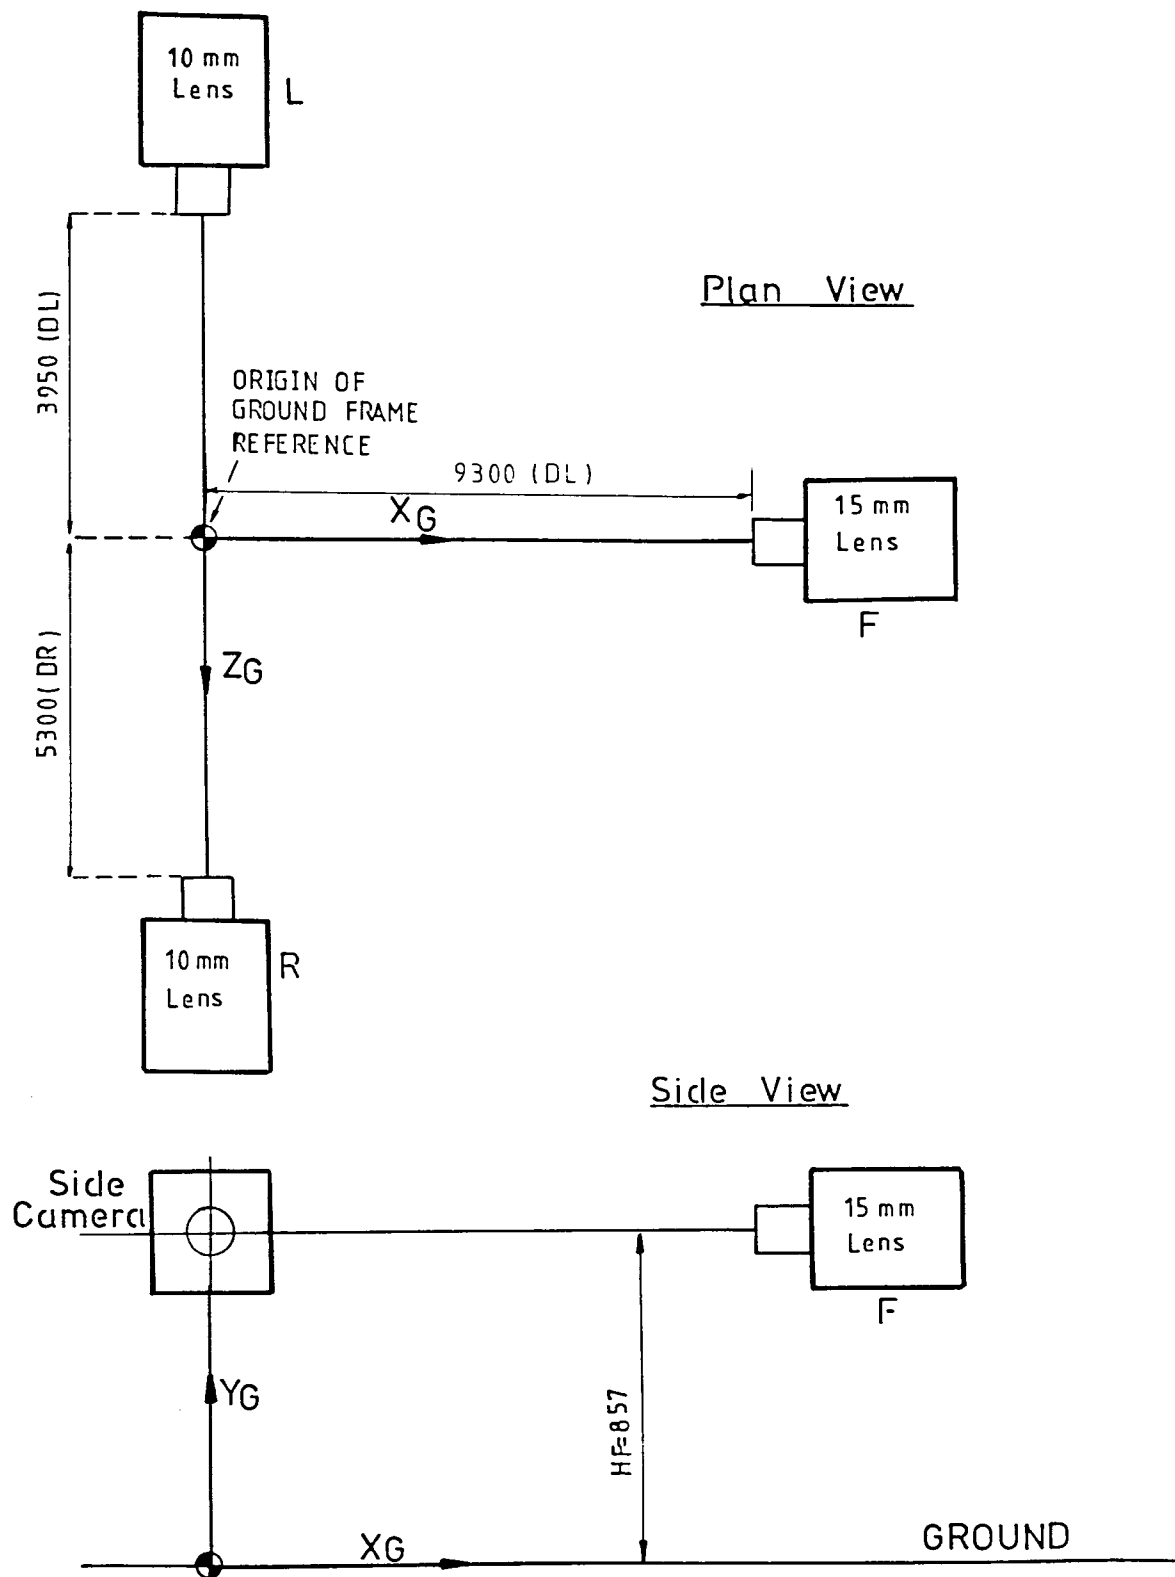 10 mm
Lens
L
3950 (DL)
Plan View
ORIGIN OF
GROUND FRAME
REFERENCE
9300 (DL)
XG
15 mm
Lens
F
5300(DR)
ZG
10 mm
Lens
R
Side View
Side
Camera
15 mm
Lens
F
YG
HF=857
XG
GROUND